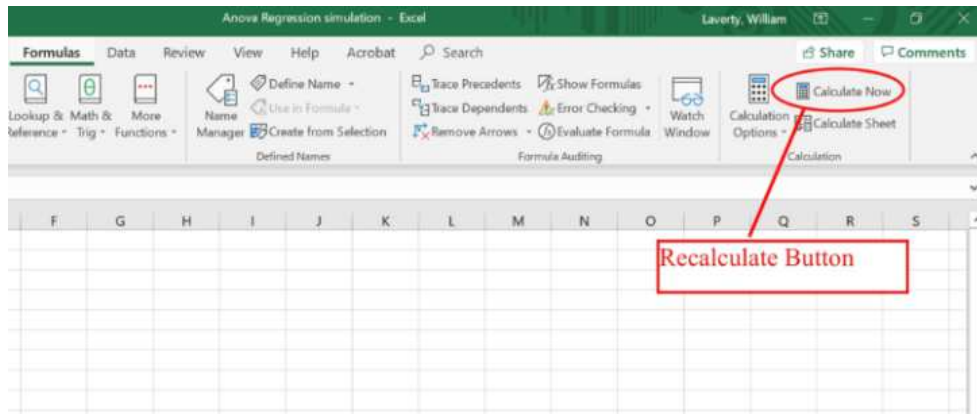 Anova Regression simulation - Excel Laverty, William
Formulas Data Review View Help Acrobat Search Share Comments
Lookup & Math & More Name Define Name Trace Precedents Show Formulas Watch Calculation Calculate Now
Reference Trig Functions Manager Use in Formula Trace Dependents Error Checking Window Options Calculate Sheet
Create from Selection Remove Arrows Evaluate Formula
Defined Names Formula Auditing Calculation
F G H I J K L M N O P Q R S
Recalculate Button